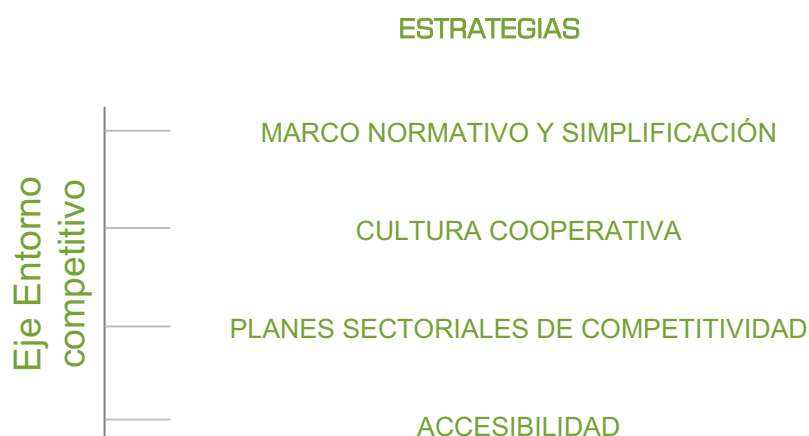 ESTRATEGIAS
Eje Entorno
competitivo
MARCO NORMATIVO Y SIMPLIFICACIÓN
CULTURA COOPERATIVA
PLANES SECTORIALES DE COMPETITIVIDAD
ACCESIBILIDAD